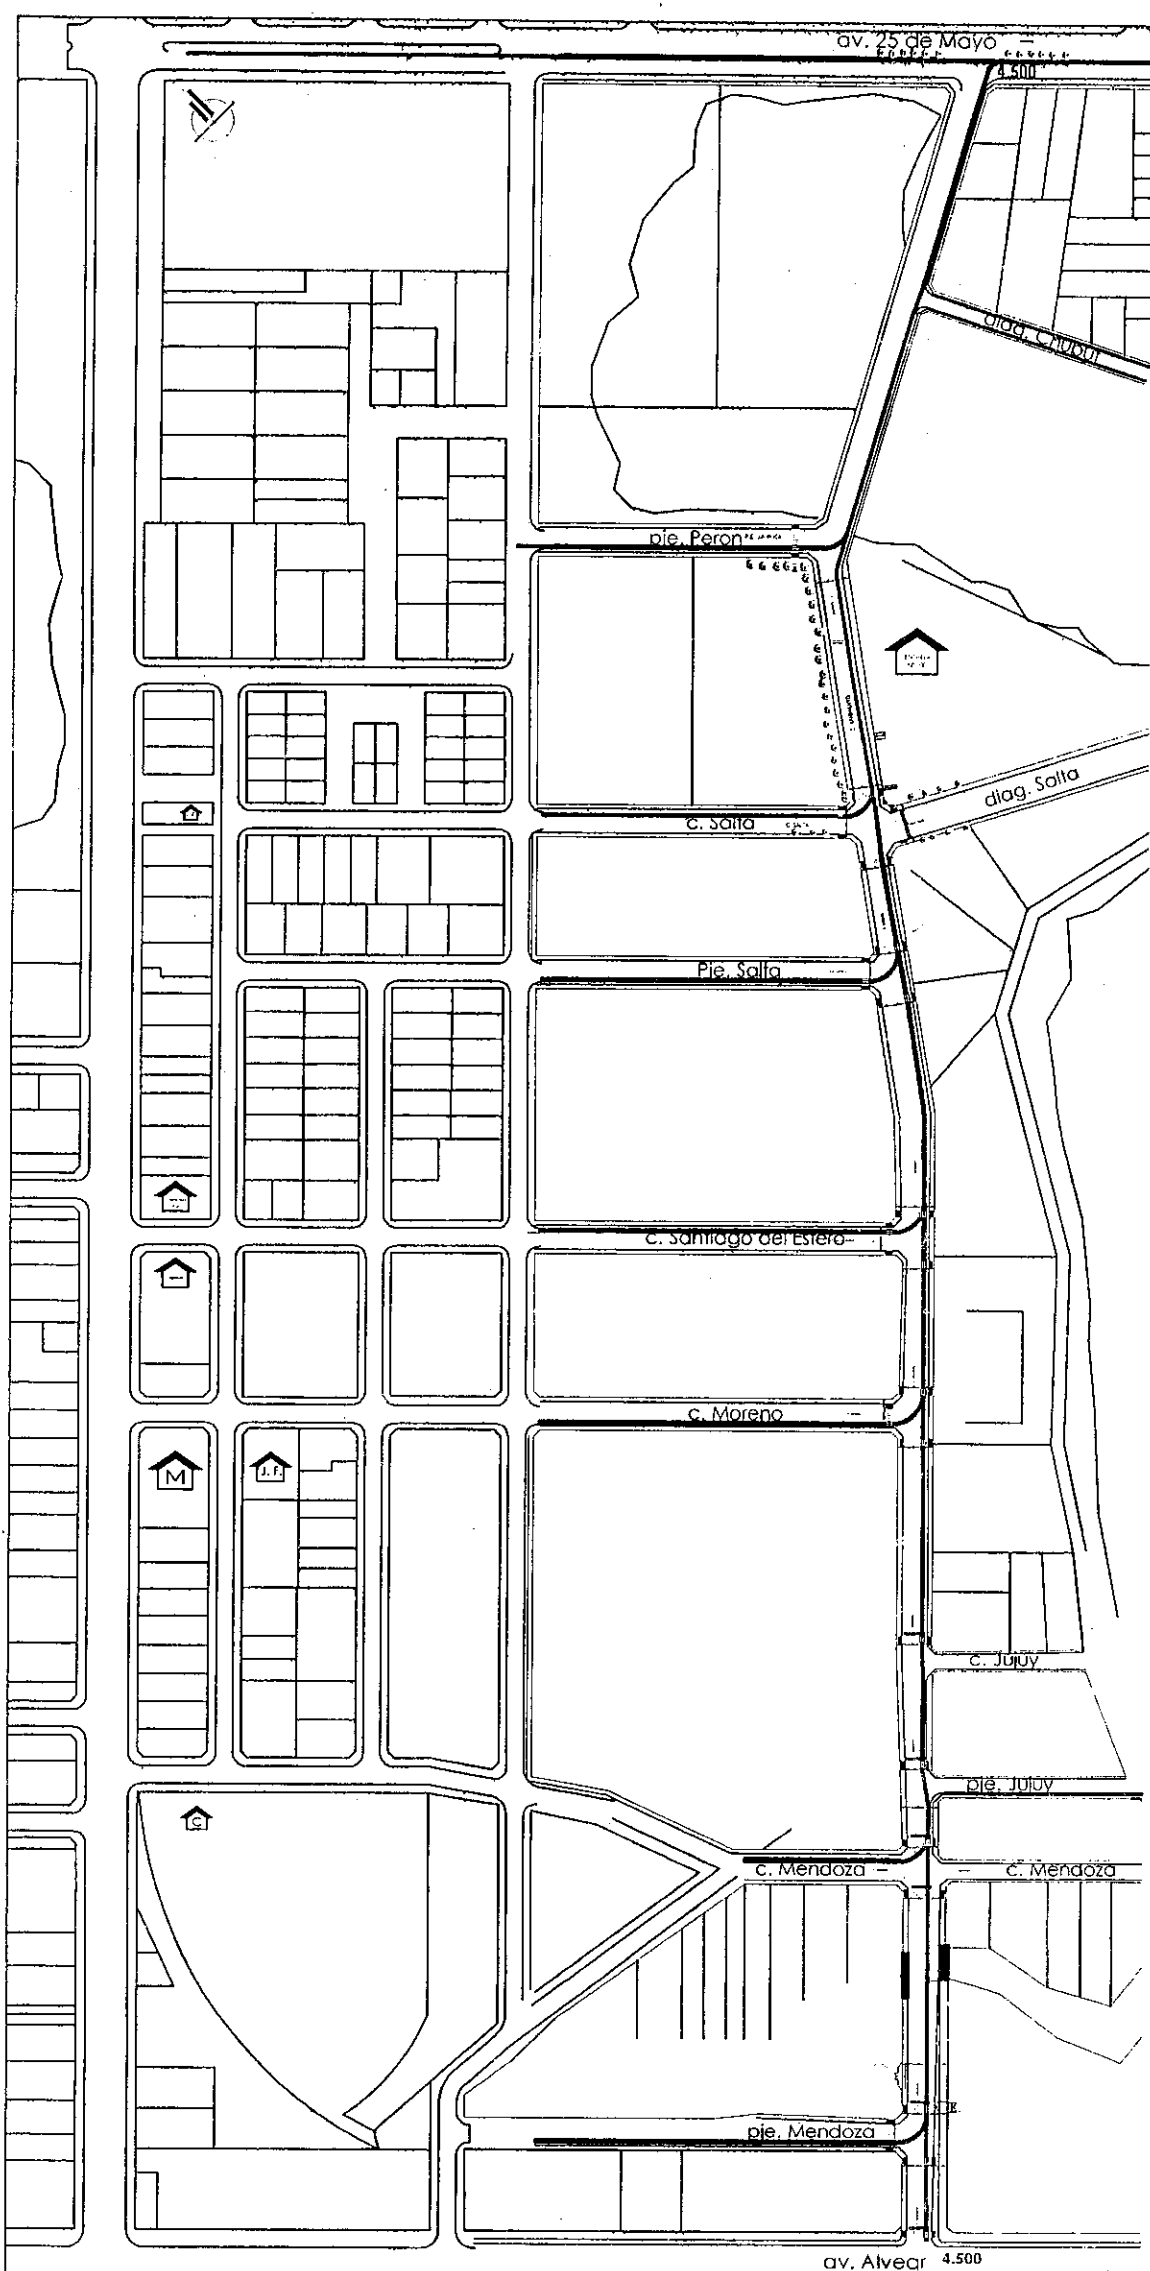 av. 25 de Mayo
4.500
diag. Chubut
pje. Peron
diag. Salta
c. Salta
Pje. Salta
c. Santiago del Estero
c. Moreno
M
J. F.
c. Jujuy
pje. Jujuy
C
c. Mendoza
c. Mendoza
pje. Mendoza
av. Alvear 4.500